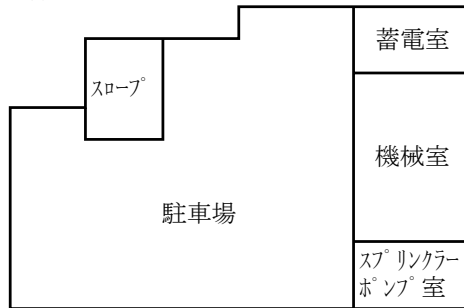 蓄電室
スロープ
機械室
駐車場
スプリンクラー
ポンプ室